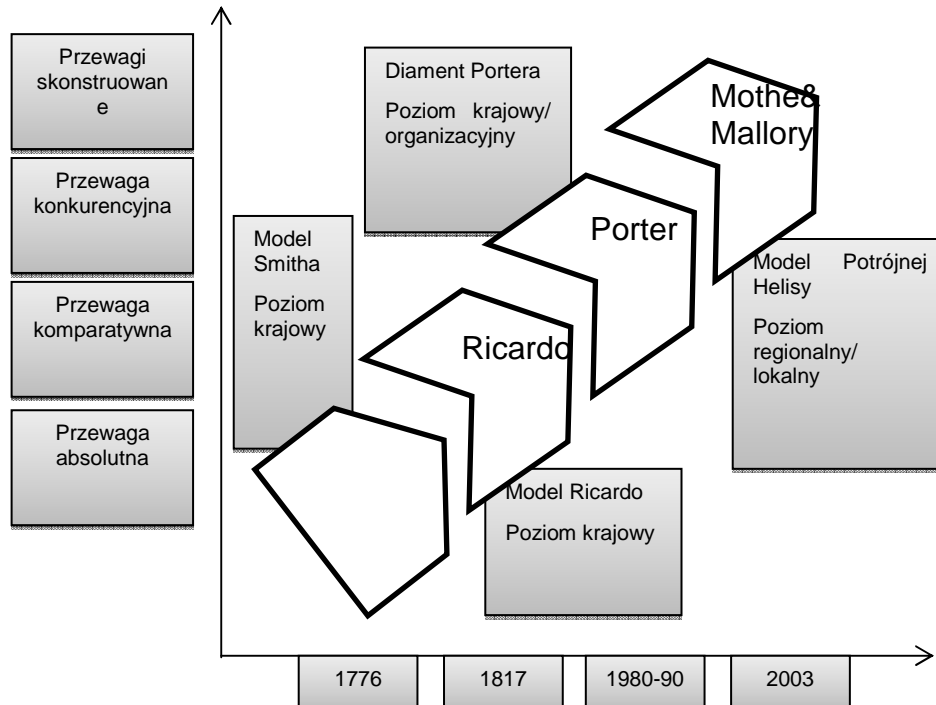 Przewagi
skonstruowan
e
Przewaga
konkurencyjna
Przewaga
komparatywna
Przewaga
absolutna
Model
Smitha
Poziom
krajowy
Diament Portera
Poziom krajowy/
organizacyjny
Mothe&
Mallory
Porter
Ricardo
Model Potrójnej
Helisy
Poziom
regionalny/
lokalny
Model Ricardo
Poziom krajowy
1776
1817
1980-90
2003